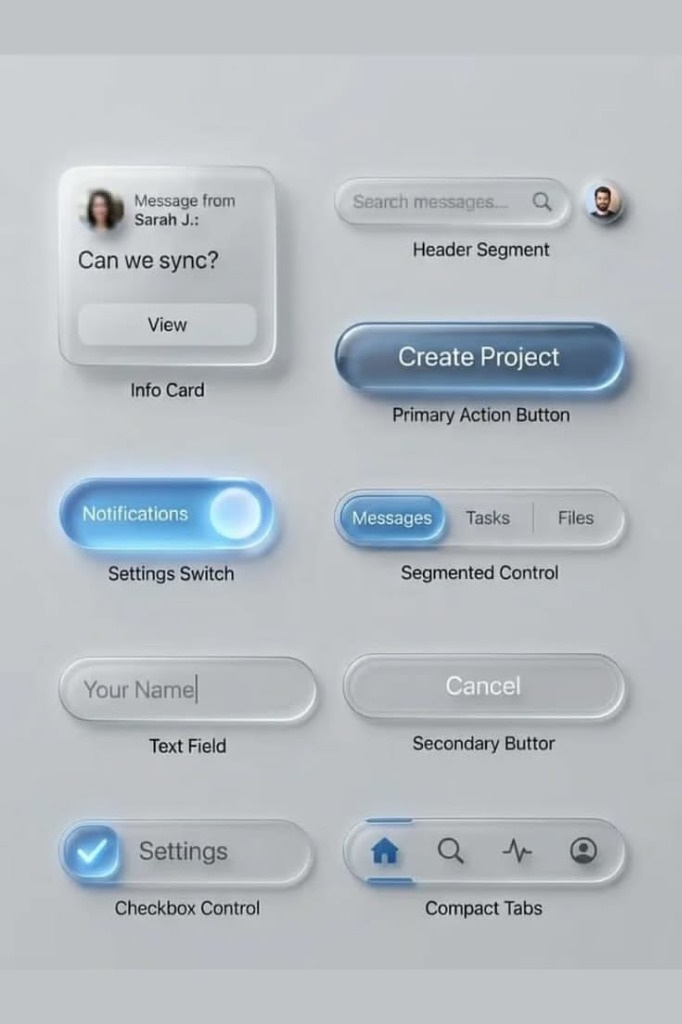 Message from
Sarah J.:
Can we sync?
View
Info Card
Search messages...
Header Segment
Create Project
Primary Action Button
Notifications
Settings Switch
Messages Tasks Files
Segmented Control
Your Name
Text Field
Cancel
Secondary Buttor
Settings
Checkbox Control
Compact Tabs